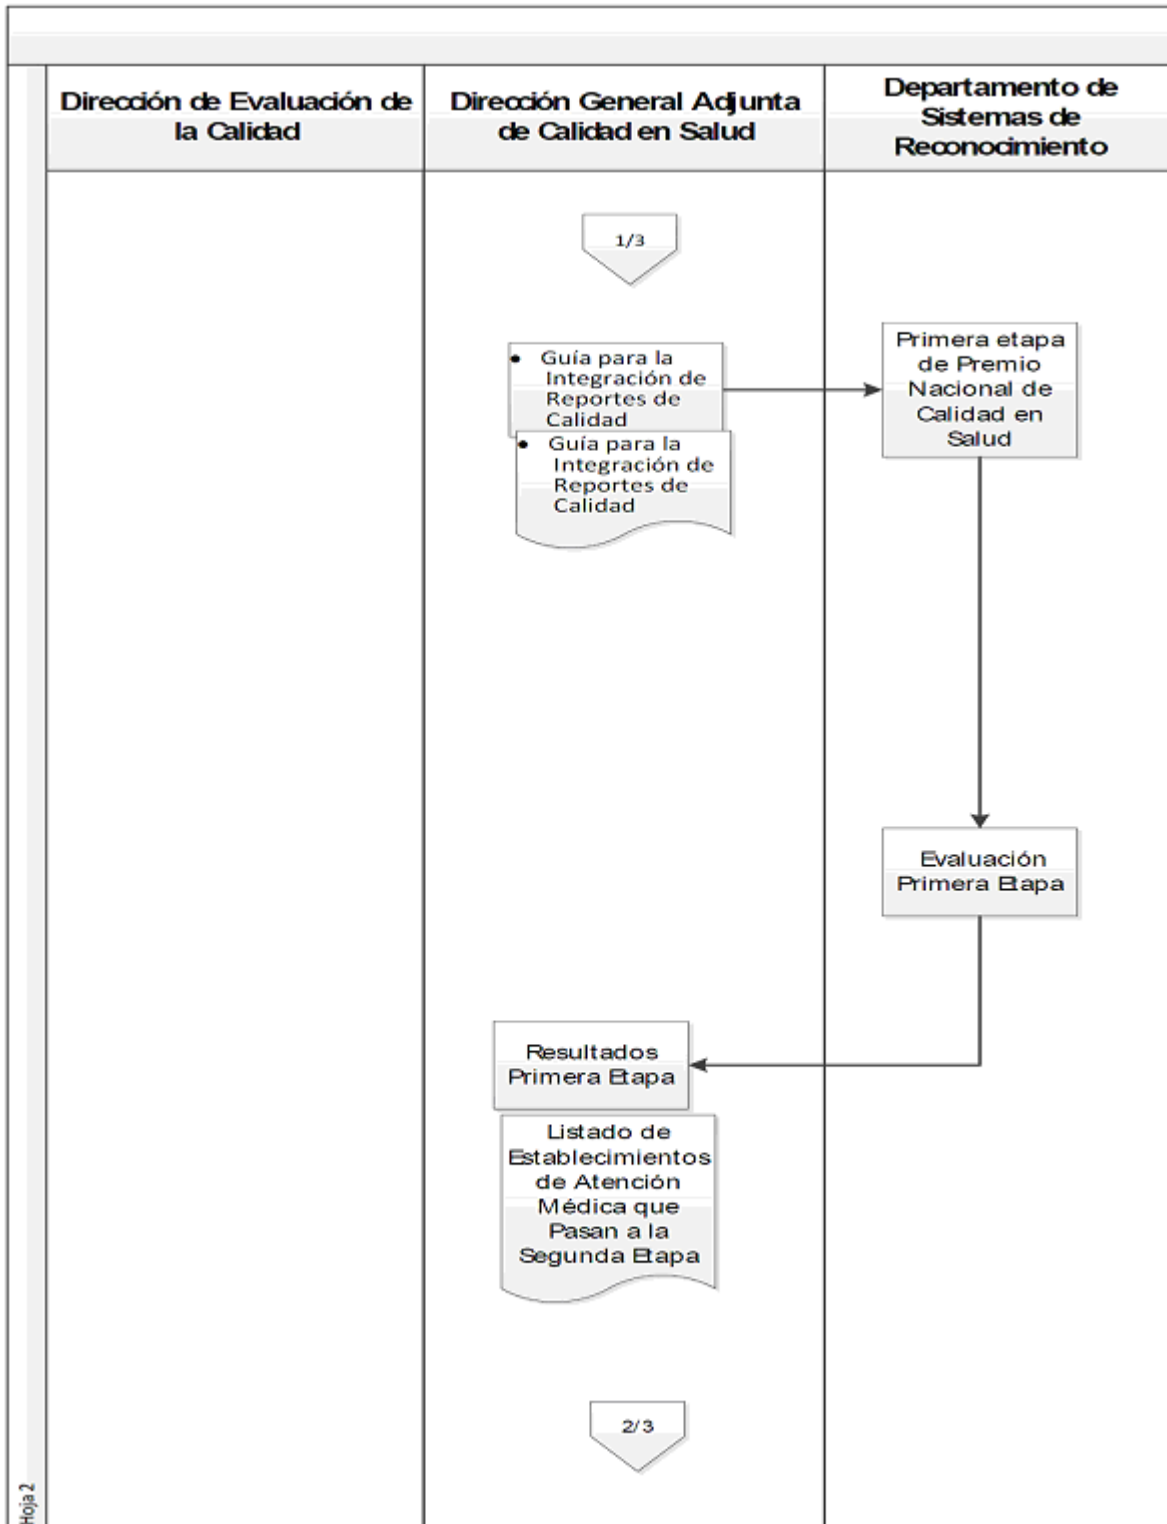 Dirección de Evaluación de
la Calidad
Dirección General Adjunta
de Calidad en Salud
Departamento de
Sistemas de
Reconocimiento
1/3
• Guía para la
Integración de
Reportes de
Calidad
• Guía para la
Integración de
Reportes de
Calidad
Primera etapa
de Premio
Nacional de
Calidad en
Salud
Evaluación
Primera Etapa
Resultados
Primera Etapa
Listado de
Establecimientos
de Atención
Médica que
Pasan a la
Segunda Etapa
2/3
Hoja 2